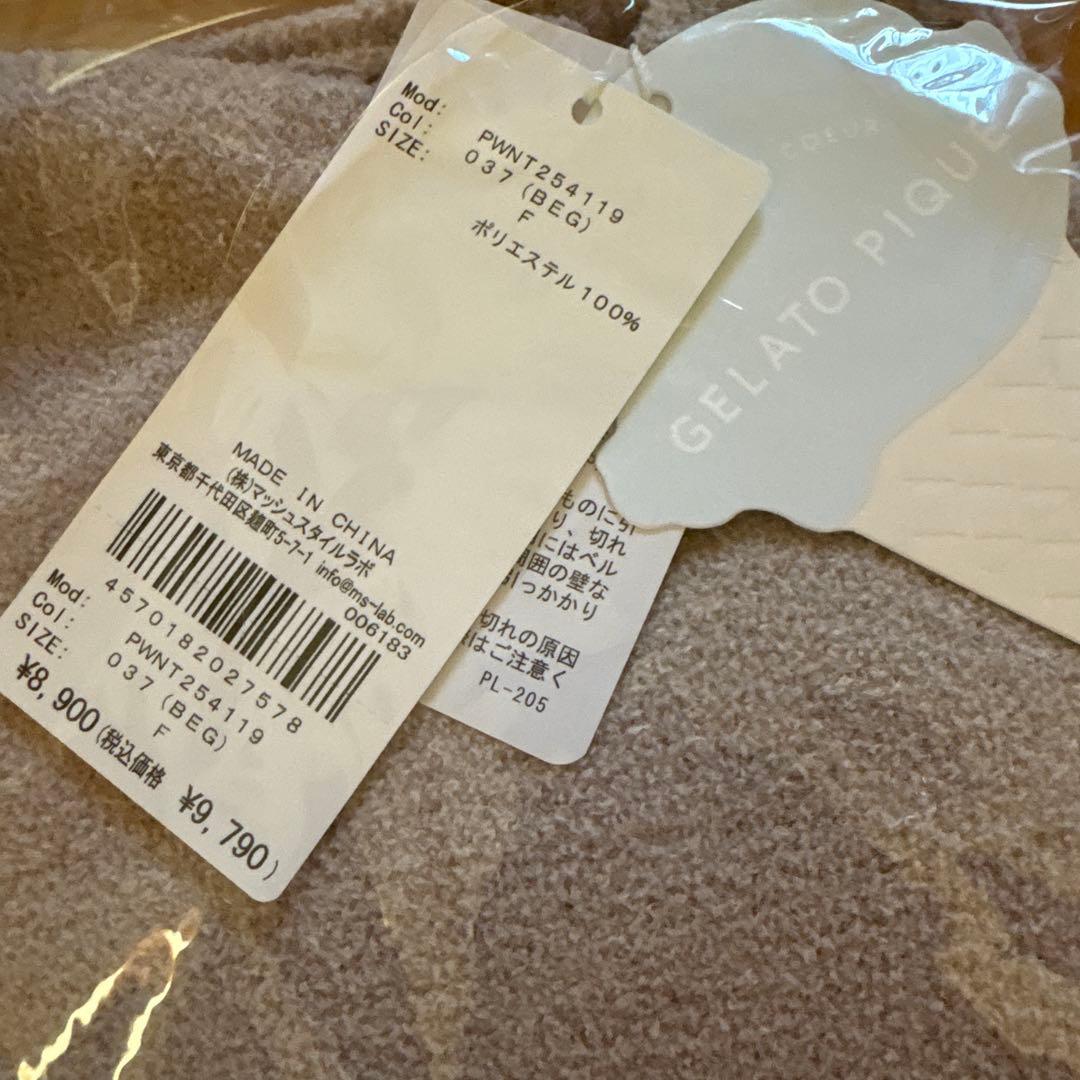 Mod: PWNT254119
Col: 037 (BEG)
SIZE: F
ポリエステル100%
MADE IN CHINA
(株)マッシュスタイルラボ
東京都千代田区麹町5-7-1 info@ms-lab.com
006183
4570182027578
Mod: PWNT254119
Col: 037 (BEG)
SIZE: F
¥8,900(税込価格 ¥9,790)
COEUR
GELATO PIQUE
ものに引
り、切れ
にはベル
囲の壁な
引っかかり
切れの原因
はご注意く
PL-205